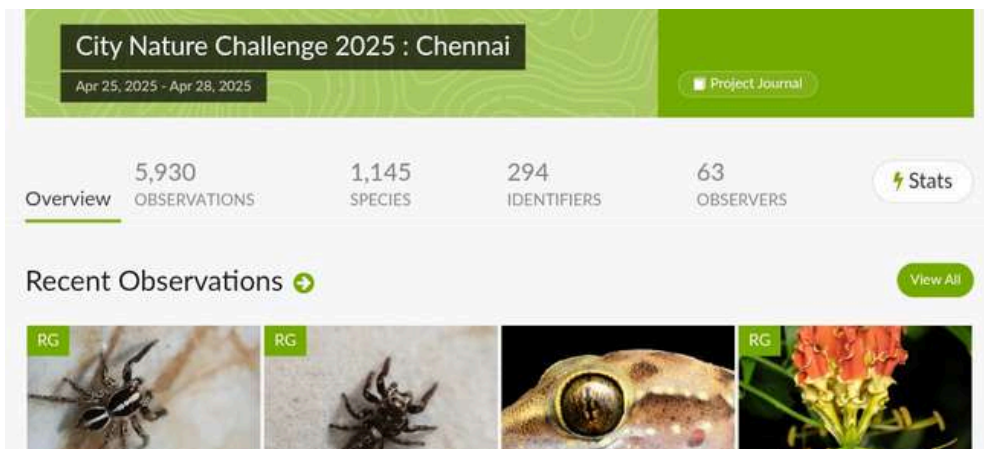 City Nature Challenge 2025 : Chennai
Apr 25, 2025 - Apr 28, 2025
Project Journal
Overview
5,930
OBSERVATIONS
1,145
SPECIES
294
IDENTIFIERS
63
OBSERVERS
Stats
Recent Observations
View All
RG
RG
RG